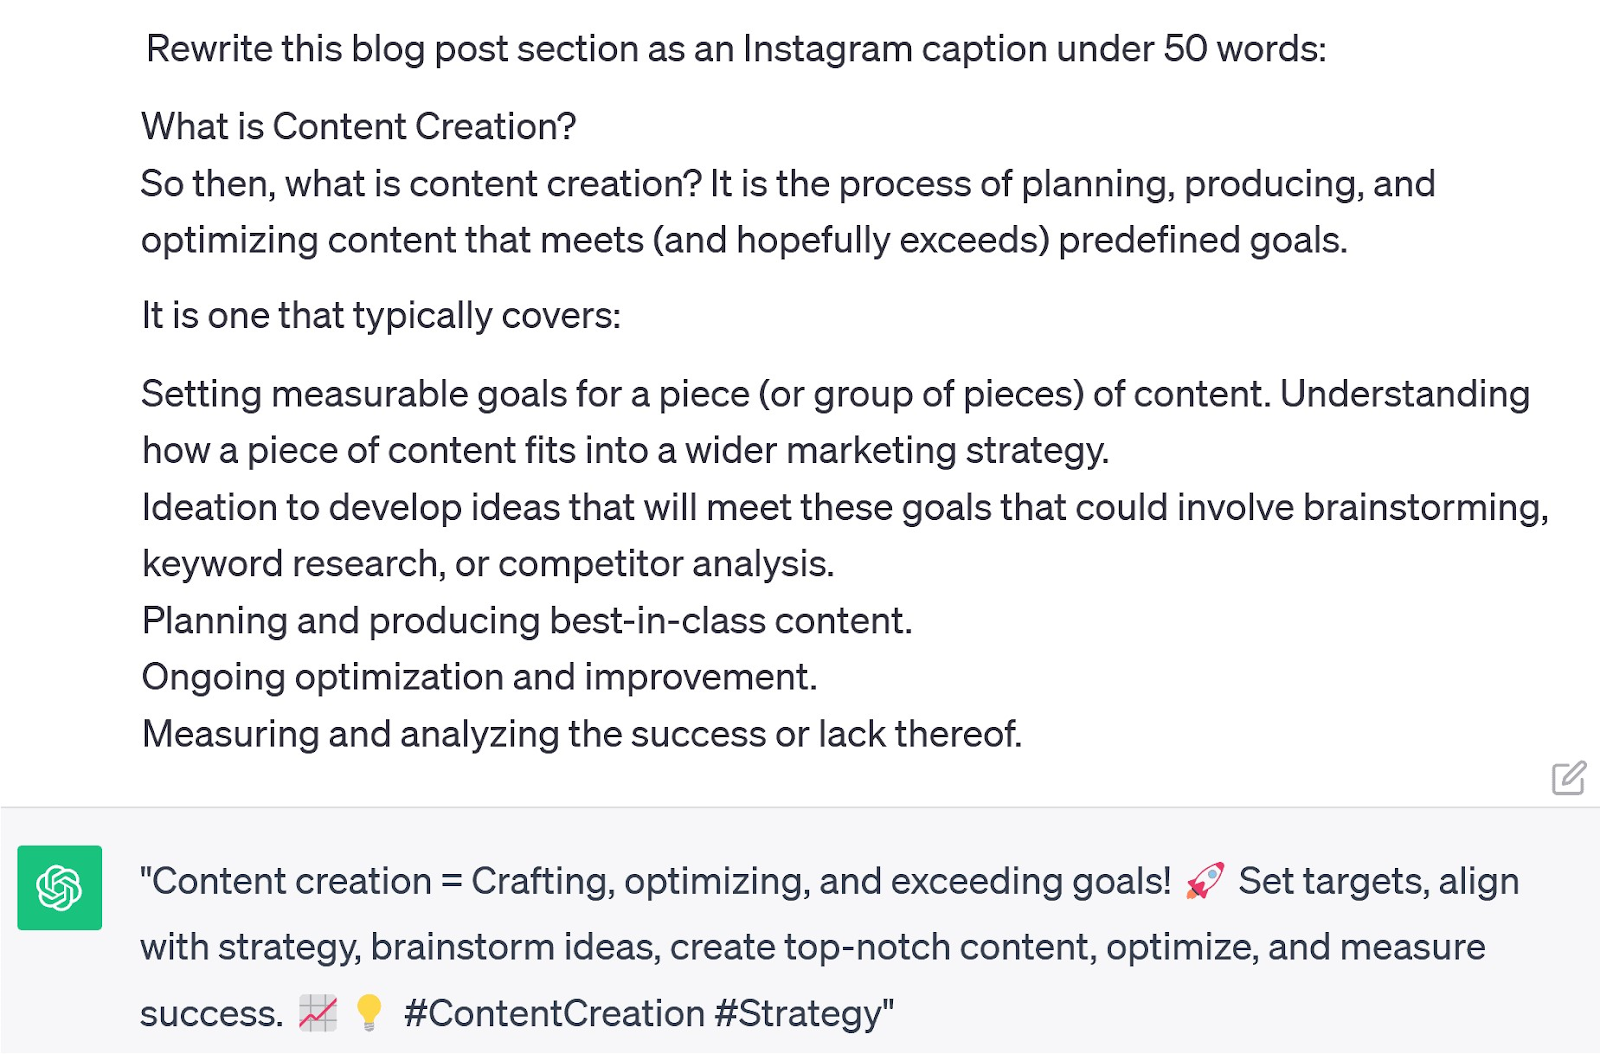 Rewrite this blog post section as an Instagram caption under 50 words:
What is Content Creation?
So then, what is content creation? It is the process of planning, producing, and
optimizing content that meets (and hopefully exceeds) predefined goals.
It is one that typically covers:
Setting measurable goals for a piece (or group of pieces) of content. Understanding
how a piece of content fits into a wider marketing strategy.
Ideation to develop ideas that will meet these goals that could involve brainstorming,
keyword research, or competitor analysis.
Planning and producing best-in-class content.
Ongoing optimization and improvement.
Measuring and analyzing the success or lack thereof.
"Content creation = Crafting, optimizing, and exceeding goals! 🚀 Set targets, align
with strategy, brainstorm ideas, create top-notch content, optimize, and measure
success. 📈 💡 #ContentCreation #Strategy"